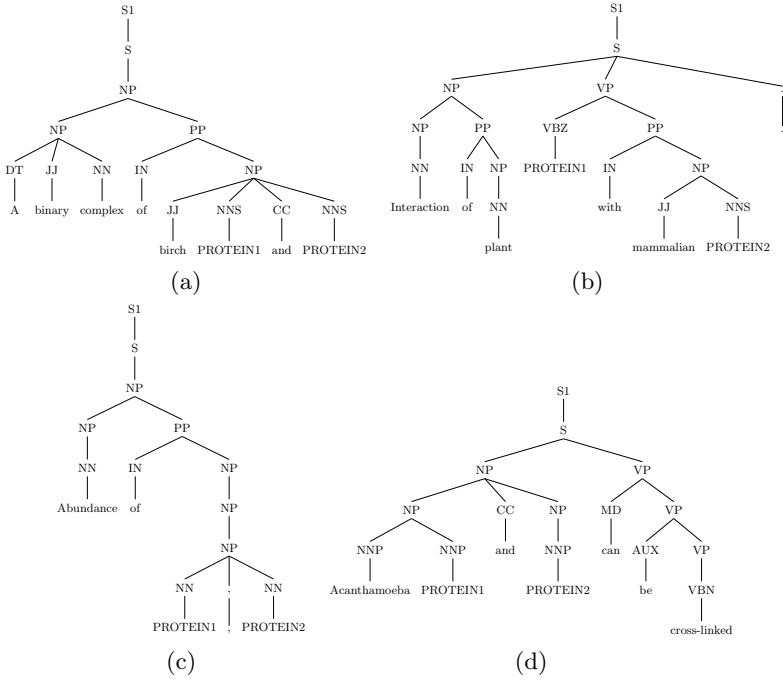 S1
S
NP
NP PP
DT JJ NN IN NP
A binary complex of JJ NNS CC NNS
birch PROTEIN1 and PROTEIN2
(a)
S1
S
NP VP
NP PP VBZ PP
NN IN NP PROTEIN1 IN NP
Interaction of NN with JJ NNS
plant mammalian PROTEIN2
(b)
S1
S
NP
NP PP
NN IN NP
Abundance of NP
NP
NN , NN
PROTEIN1 , PROTEIN2
(c)
S1
S
NP VP
NP CC NP MD VP
NNP NNP and NNP can AUX VP
Acanthamoeba PROTEIN1 PROTEIN2 be VBN
cross-linked
(d)